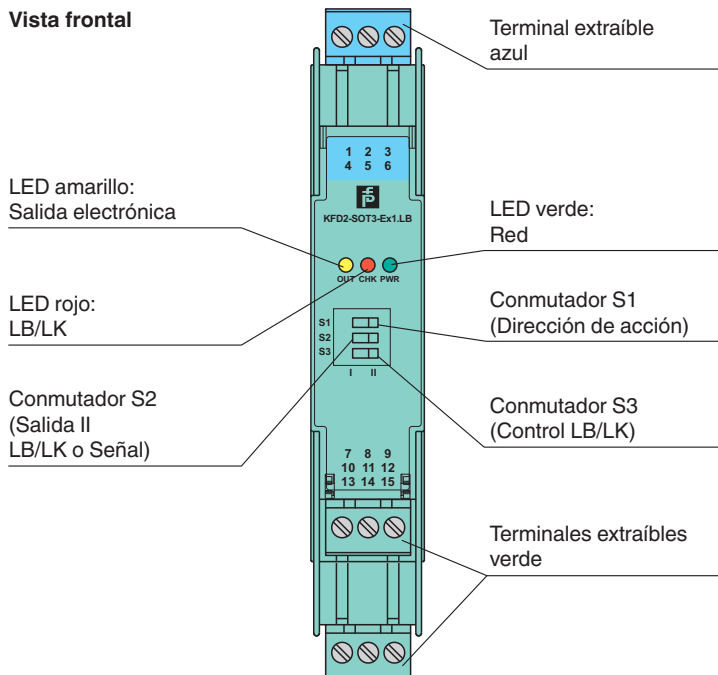 Vista frontal
Terminal extraíble
azul
1 2 3
4 5 6
KFD2-SOT3-Ex1.LB
LED amarillo:
Salida electrónica
LED verde:
Red
OUT CHK PWR
LED rojo:
LB/LK
Conmutador S1
(Dirección de acción)
S1
S2
S3
I II
Conmutador S2
(Salida II
LB/LK o Señal)
Conmutador S3
(Control LB/LK)
7 8 9
10 11 12
13 14 15
Terminales extraíbles
verde